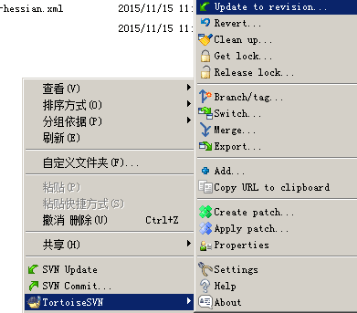 -hessian.xml 2015/11/15 11:
2015/11/15 11:
查看(V)
排序方式(O)
分组依据(P)
刷新(E)
自定义文件夹(F)...
粘贴(P)
粘贴快捷方式(S)
撤消 删除(U) Ctrl+Z
共享(H)
SVN Update
SVN Commit...
TortoiseSVN
Update to revision...
Revert...
Clean up...
Get lock...
Release lock...
Branch/tag...
Switch...
Merge...
Export...
Add...
Copy URL to clipboard
Create patch...
Apply patch...
Properties
Settings
Help
About